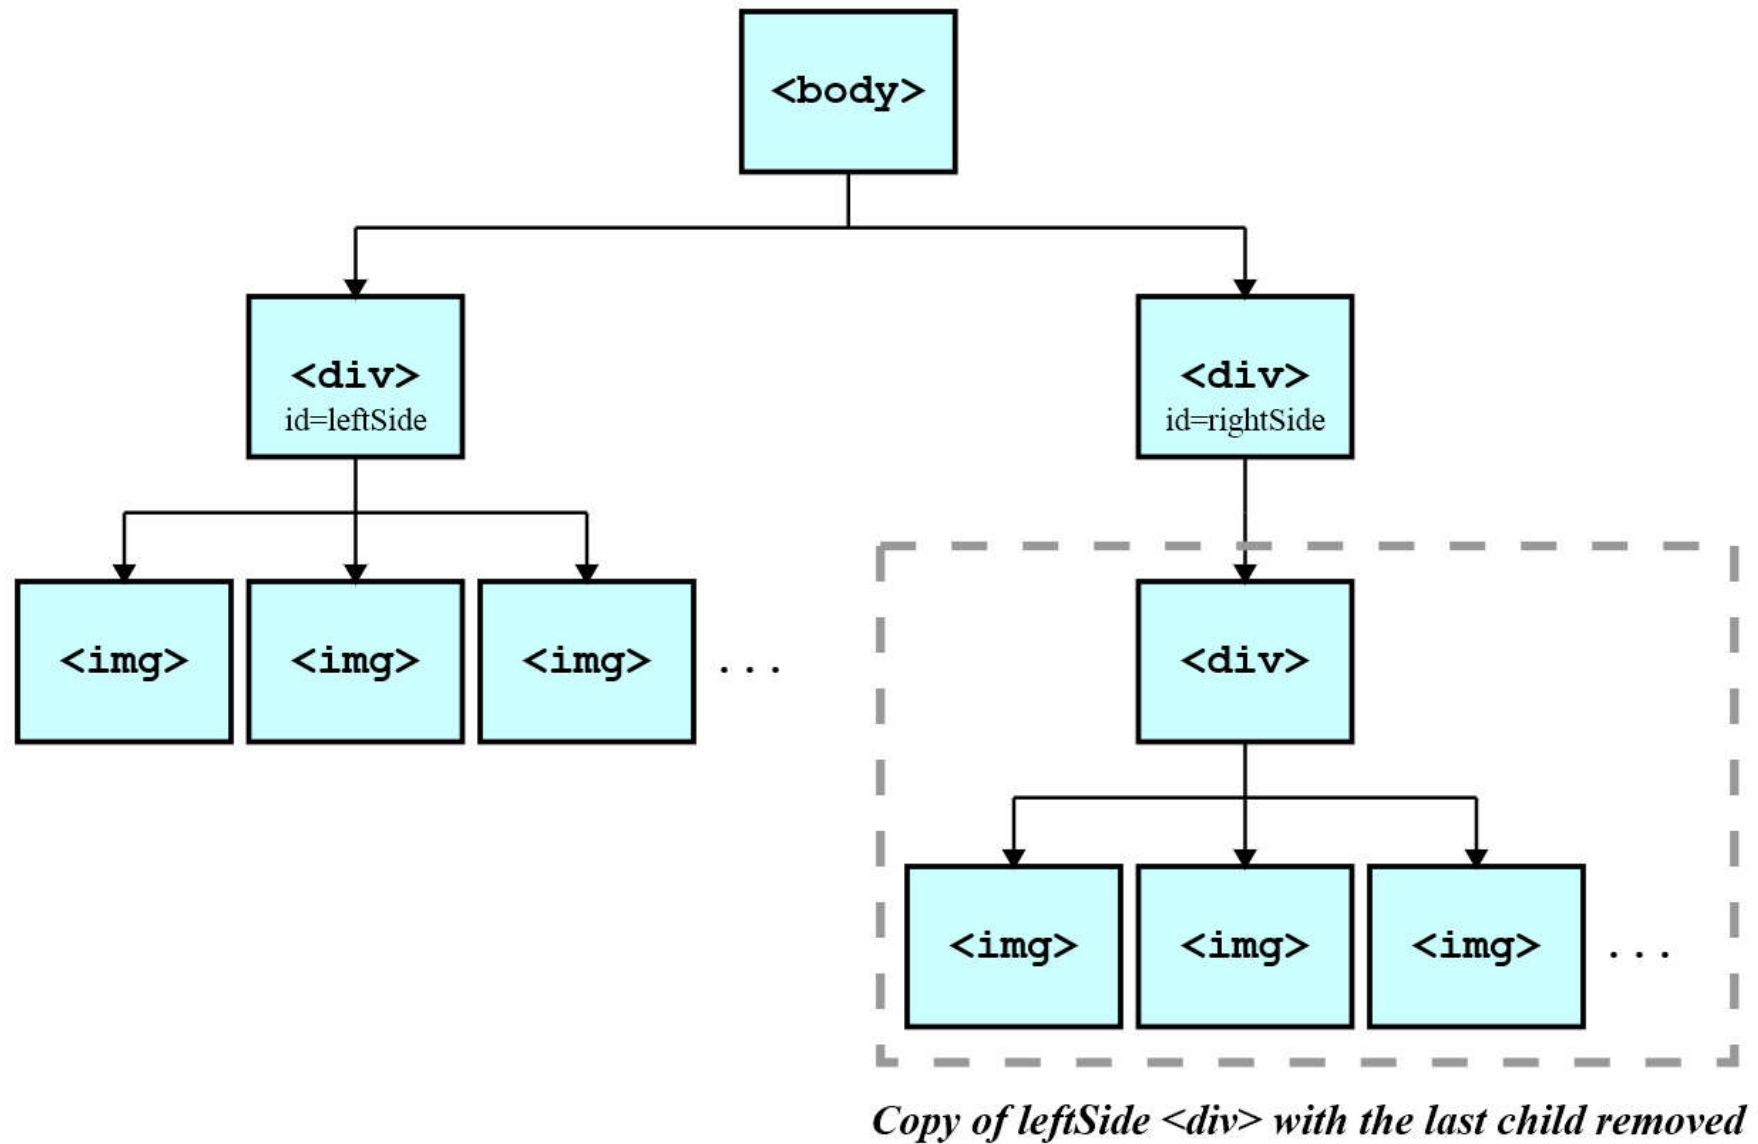 <body>
<div>
id=leftSide
<div>
id=rightSide
<img>
<img>
<img>
...
<div>
<img>
<img>
<img>
...
Copy of leftSide <div> with the last child removed